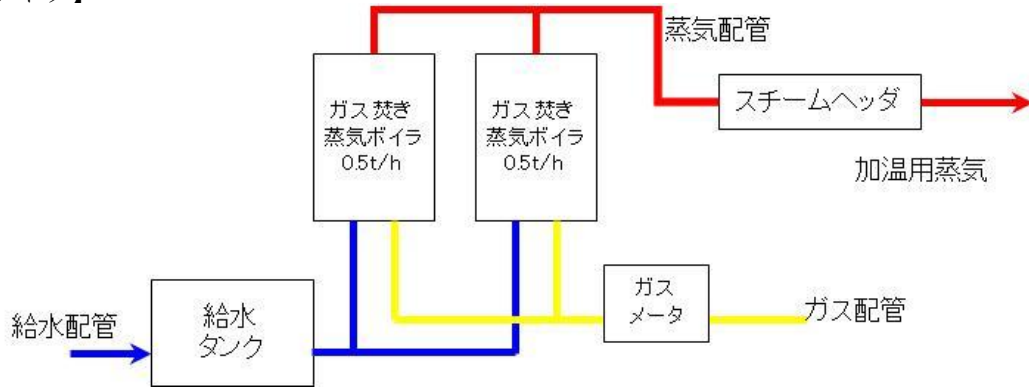 蒸気配管
ガス焚き
蒸気ボイラ
0.5t/h
ガス焚き
蒸気ボイラ
0.5t/h
スチームヘッダ
加温用蒸気
ガス
メータ
ガス配管
給水配管
給水
タンク